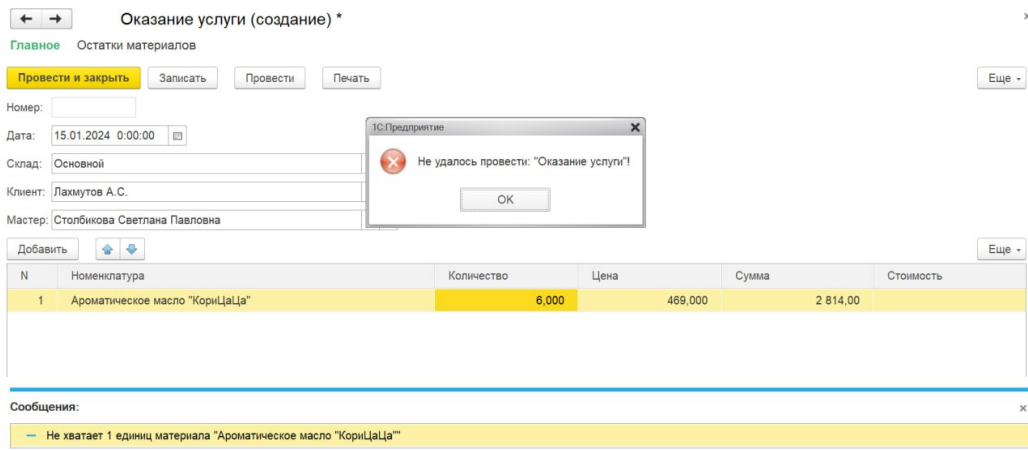 Оказание услуги (создание) *
Главное Остатки материалов
Провести и закрыть Записать Провести Печать Еще
Номер:
Дата: 15.01.2024 0:00:00
Склад: Основной
Клиент: Лахмутов А.С.
Мастер: Столбикова Светлана Павловна
1С:Предприятие
Не удалось провести: "Оказание услуги"!
OK
Добавить Еще
N Номенклатура Количество Цена Сумма Стоимость
1 Ароматическое масло "КориЦаЦа" 6,000 469,000 2 814,00
Сообщения:
Не хватает 1 единиц материала "Ароматическое масло "КориЦаЦа""